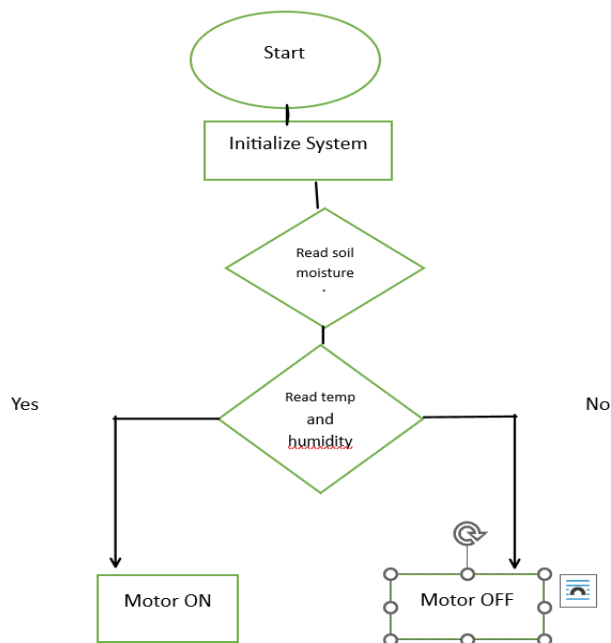 Start
Initialize System
Read soil
moisture
.
Read temp
and
humidity
Yes
No
Motor ON
Motor OFF